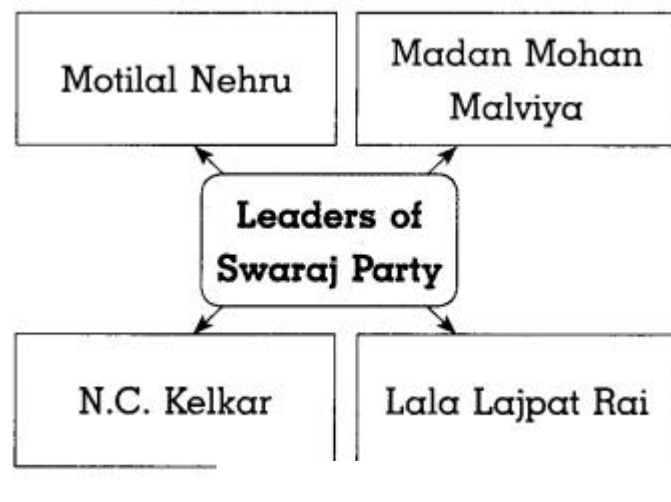 Motilal Nehru
Madan Mohan
Malviya
Leaders of
Swaraj Party
N.C. Kelkar
Lala Lajpat Rai